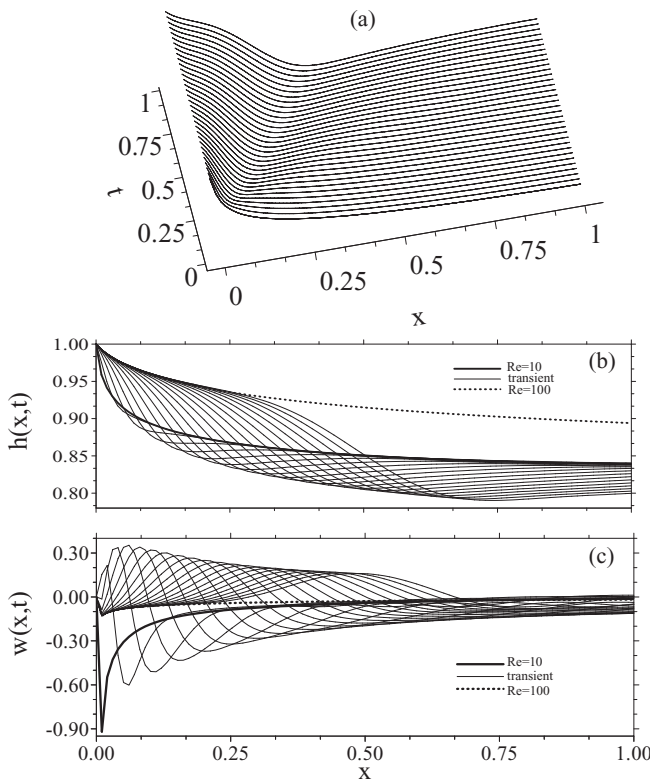 (a)
1
0.75
0.5
0.25
0
t
0
0.25
0.5
0.75
1
x
1.00
0.95
0.90
0.85
0.80
h(x,t)
Re=10
transient
Re=100
(b)
0.30
0.00
-0.30
-0.60
-0.90
w(x,t)
(c)
Re=10
transient
Re=100
0.00
0.25
0.50
0.75
1.00
x